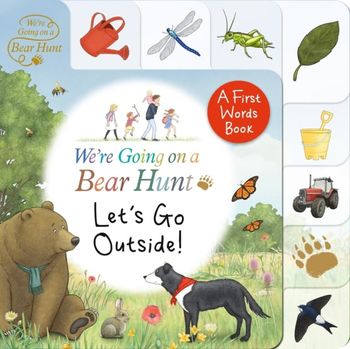 We're
Going on a
Bear Hunt
A First
Words
Book
We're Going on a
Bear Hunt
Let's Go
Outside!